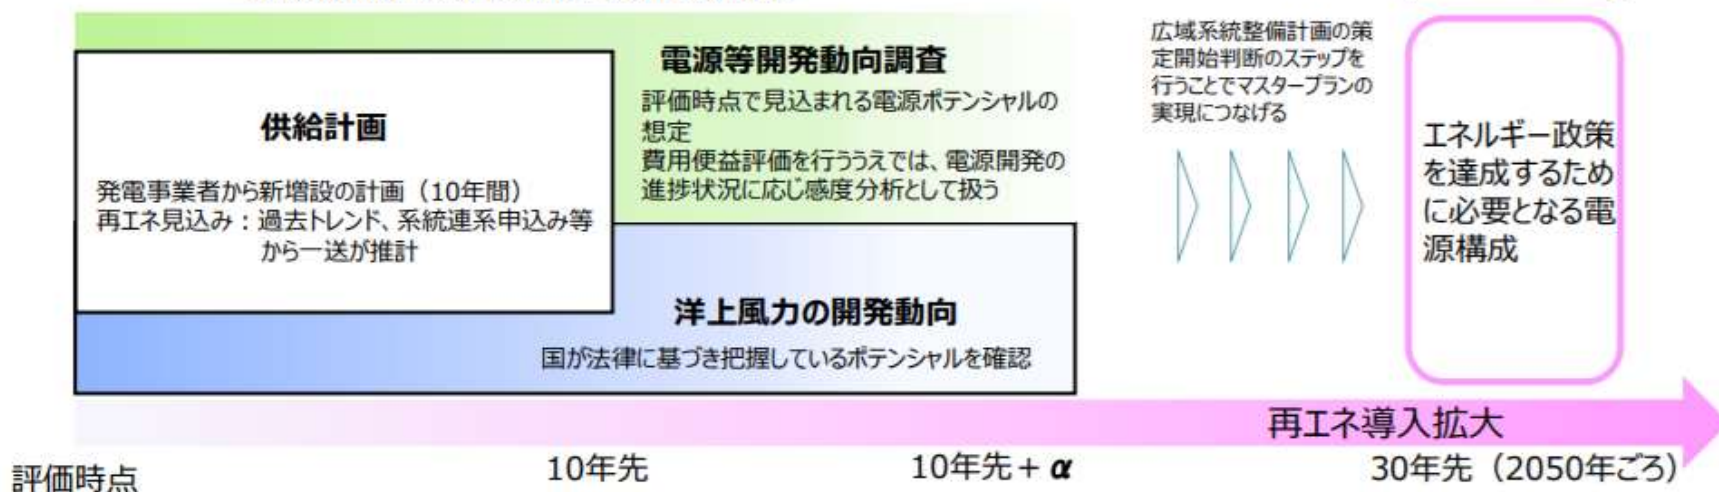 電源等開発動向調査
評価時点で見込まれる電源ポテンシャルの
想定
費用便益評価を行ううえでは、電源開発の
進捗状況に応じ感度分析として扱う
供給計画
発電事業者から新増設の計画（10年間）
再エネ見込み：過去トレンド、系統連系申込み等
から一送が推計
洋上風力の開発動向
国が法律に基づき把握しているポテンシャルを確認
広域系統整備計画の策
定開始判断のステップを
行うことでマスタープランの
実現につなげる
エネルギー政策
を達成するため
に必要となる電
源構成
再エネ導入拡大
評価時点
10年先
10年先＋α
30年先（2050年ごろ）